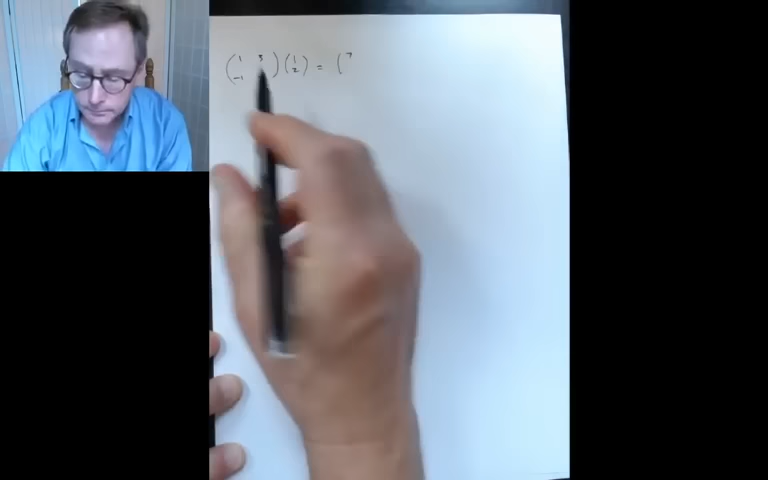 ( 1 3 ) ( 1 ) = ( 7
-1 2